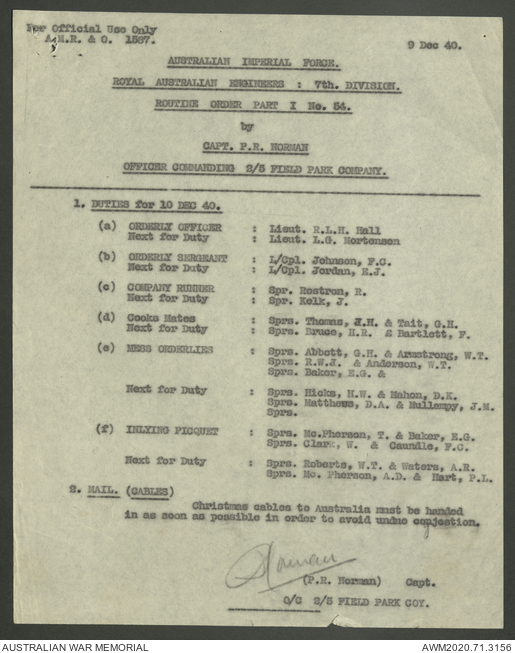 For Official Use Only
A.M.R. & O. 1587.
9 Dec 40.
AUSTRALIAN IMPERIAL FORCE.
ROYAL AUSTRALIAN ENGINEERS : 7th. DIVISION.
ROUTINE ORDER PART I No. 54.
by
CAPT. P.R. NORMAN
OFFICER COMMANDING 2/5 FIELD PARK COMPANY.
1. DUTIES for 10 DEC 40.
(a) ORDERLY OFFICER : Lieut. R.L.H. Hall
Next for Duty : Lieut. L.G. Mortensen
(b) ORDERLY SERGEANT : L/Cpl. Johnson, F.C.
Next for Duty : L/Cpl. Jordan, E.J.
(c) COMPANY RUNNER : Spr. Rostron, R.
Next for Duty : Spr. Kelk, J.
(d) Cooks Mates : Sprs. Thomas, J.H. & Tait, G.H.
Next for Duty : Sprs. Bruce, H.R. & Bartlett, F.
(e) MESS ORDERLIES : Sprs. Abbott, G.H. & Armstrong, W.T.
Sprs. R.W.J. & Anderson, W.T.
Sprs. Baker, E.G. &
Next for Duty : Sprs. Hicks, H.W. & Mahon, D.K.
Sprs. Matthews, D.A. & Mullampy, J.M.
Sprs.
(f) INLYING PICQUET : Sprs. Mc.Pherson, T. & Baker, E.G.
Sprs. Clark, W. & Caundle, F.C.
Next for Duty : Sprs. Roberts, W.T. & Waters, A.R.
Sprs. Mc. Pherson, A.D. & Hart, P.L.
2. MAIL. (CABLES)
Christmas cables to Australia must be handed
in as soon as possible in order to avoid undue conjestion.
Norman
(P.R. Norman) Capt.
O/C 2/5 FIELD PARK COY.
AUSTRALIAN WAR MEMORIAL
AWM2020.71.3156